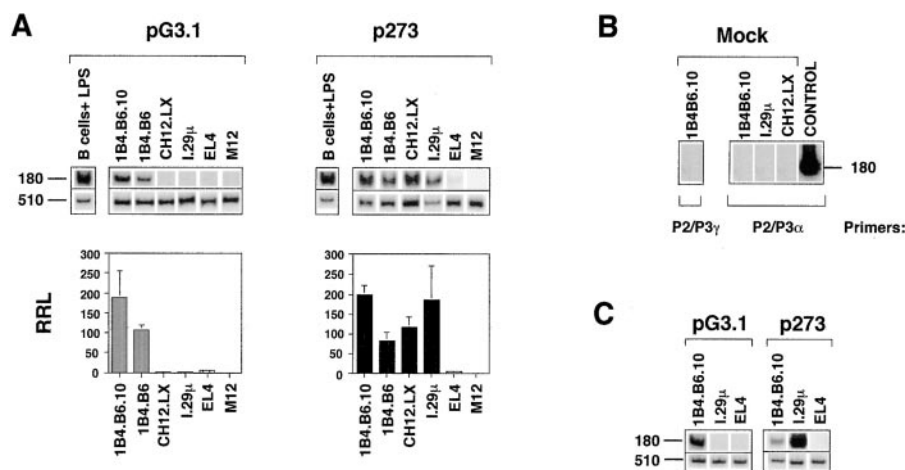 A
pG3.1
p273
B cells+ LPS
1B4.B6.10
1B4.B6
CH12.LX
I.29μ
EL4
M12
B cells+LPS
1B4.B6.10
1B4.B6
CH12.LX
I.29μ
EL4
M12
180
510
RRL
300
250
200
150
100
50
0
1B4.B6.10
1B4.B6
CH12.LX
I.29μ
EL4
M12
300
250
200
150
100
50
0
1B4.B6.10
1B4.B6
CH12.LX
I.29μ
EL4
M12
B
Mock
1B4B6.10
1B4B6.10
I.29μ
CH12.LX
CONTROL
180
P2/P3γ
P2/P3α
Primers:
C
pG3.1
p273
1B4.B6.10
I.29μ
EL4
1B4.B6.10
I.29μ
EL4
180
510